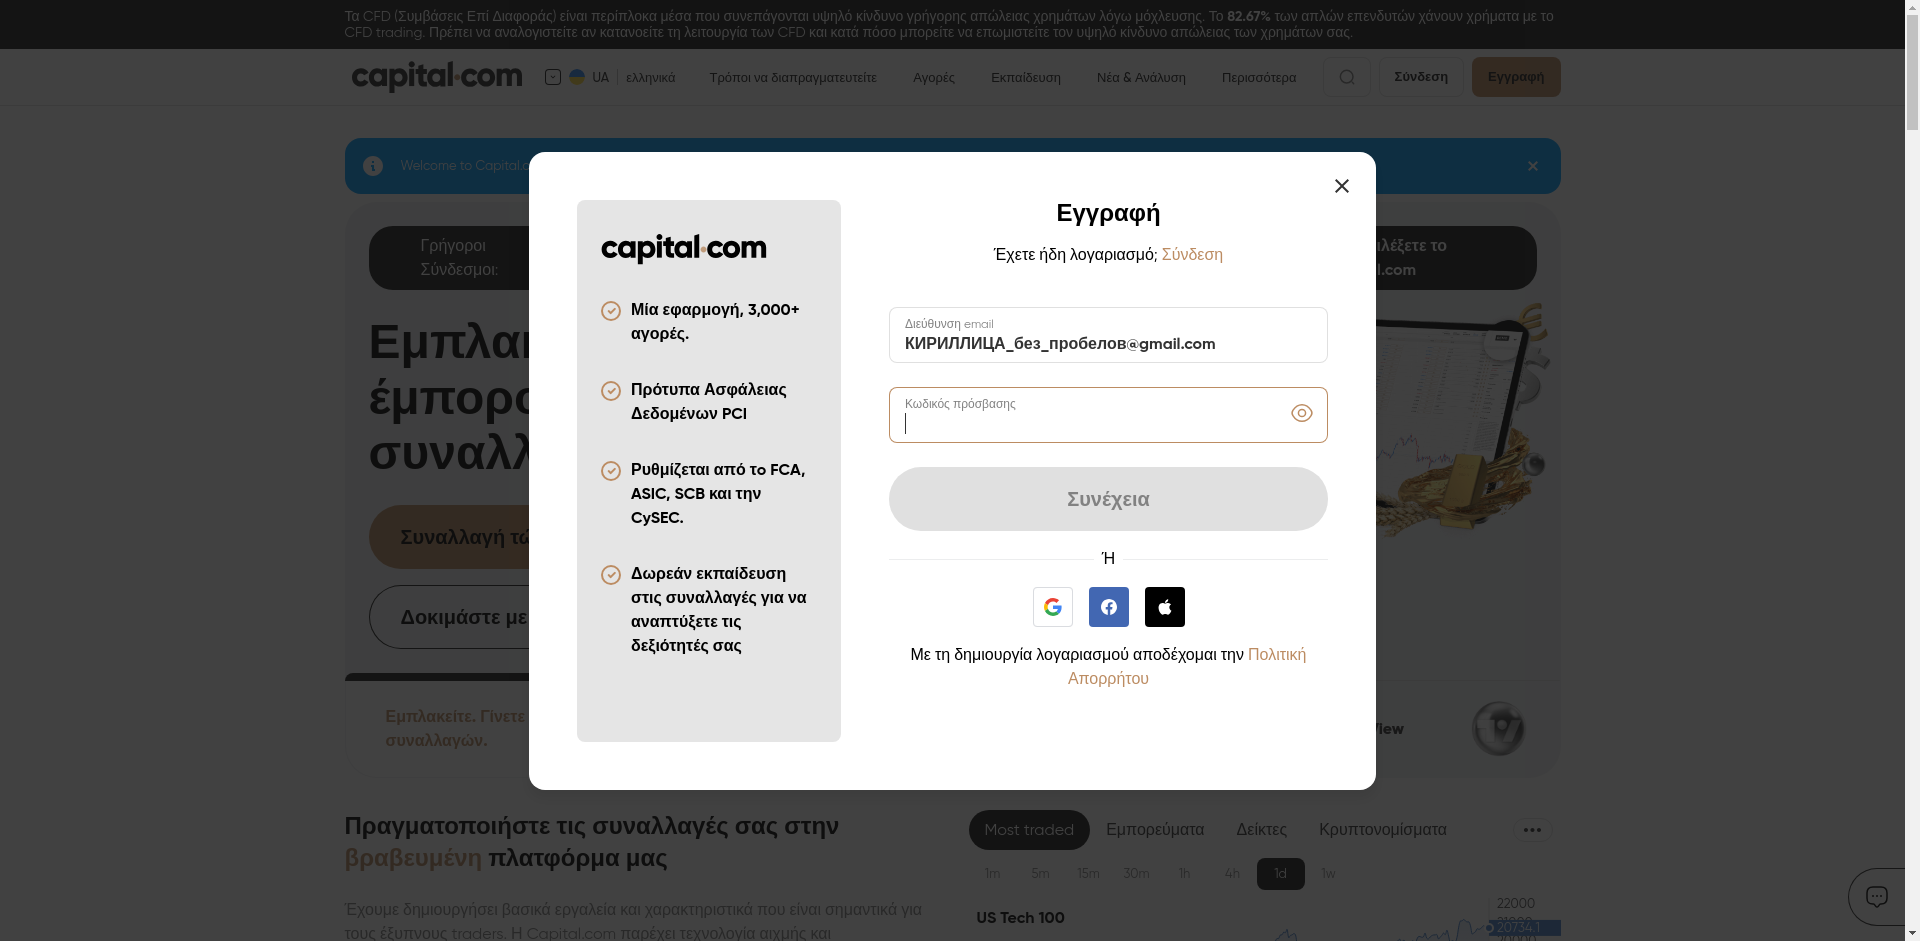 Τα CFD (Συμβάσεις Επί Διαφοράς) είναι περίπλοκα μέσα που συνεπάγονται υψηλό κίνδυνο γρήγορης απώλειας χρημάτων λόγω μόχλευσης. Το 82.67% των απλών επενδυτών χάνουν χρήματα με το
CFD trading. Πρέπει να αναλογιστείτε αν κατανοείτε τη λειτουργία των CFD και κατά πόσο μπορείτε να επωμιστείτε τον υψηλό κίνδυνο απώλειας των χρημάτων σας.
capital.com UA ελληνικά Τρόποι να διαπραγματευτείτε Αγορές Εκπαίδευση Νέα & Ανάλυση Περισσότερα Σύνδεση Εγγραφή
Welcome to Capital.c
Γρήγοροι
Σύνδεσμοι:
ιλέξετε το
l.com
Εμπλακ
έμπορο
συναλλ
Συναλλαγή τώ
Δοκιμάστε με
Εμπλακείτε. Γίνετε
συναλλαγών.
View
capital.com
Μία εφαρμογή, 3,000+
αγορές.
Πρότυπα Ασφάλειας
Δεδομένων PCI
Ρυθμίζεται από το FCA,
ASIC, SCB και την
CySEC.
Δωρεάν εκπαίδευση
στις συναλλαγές για να
αναπτύξετε τις
δεξιότητές σας
Εγγραφή
Έχετε ήδη λογαριασμό; Σύνδεση
Διεύθυνση email
КИРИЛЛИЦА_без_пробелов@gmail.com
Κωδικός πρόσβασης
Συνέχεια
Ή
Με τη δημιουργία λογαριασμού αποδέχομαι την Πολιτική
Απορρήτου
Πραγματοποιήστε τις συναλλαγές σας στην
βραβευμένη πλατφόρμα μας
Έχουμε δημιουργήσει βασικά εργαλεία και χαρακτηριστικά που είναι σημαντικά για
τους έξυπνους traders. Η Capital.com παρέχει τεχνολογία αιχμής και
Most traded Εμπορεύματα Δείκτες Κρυπτονομίσματα
1m 5m 15m 30m 1h 4h 1d 1w
US Tech 100
22000
20734.1